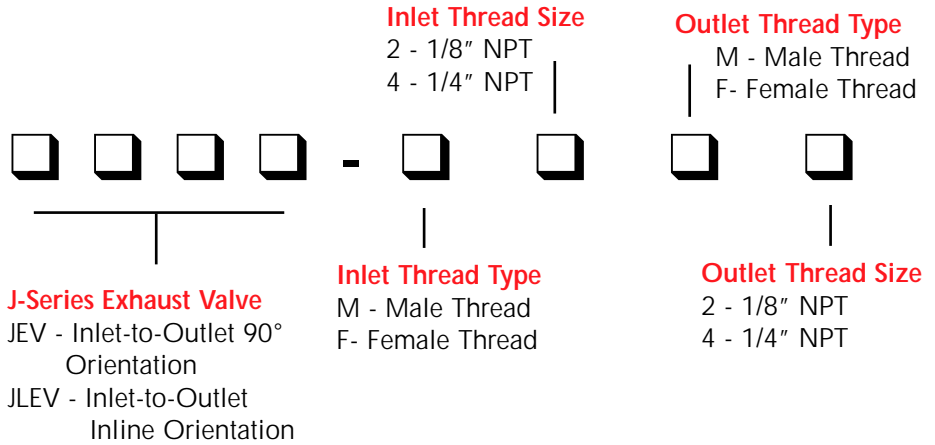 Inlet Thread Size
2 - 1/8″ NPT
4 - 1/4″ NPT
Outlet Thread Type
M - Male Thread
F- Female Thread
-
J-Series Exhaust Valve
JEV - Inlet-to-Outlet 90°
Orientation
JLEV - Inlet-to-Outlet
Inline Orientation
Inlet Thread Type
M - Male Thread
F- Female Thread
Outlet Thread Size
2 - 1/8″ NPT
4 - 1/4″ NPT